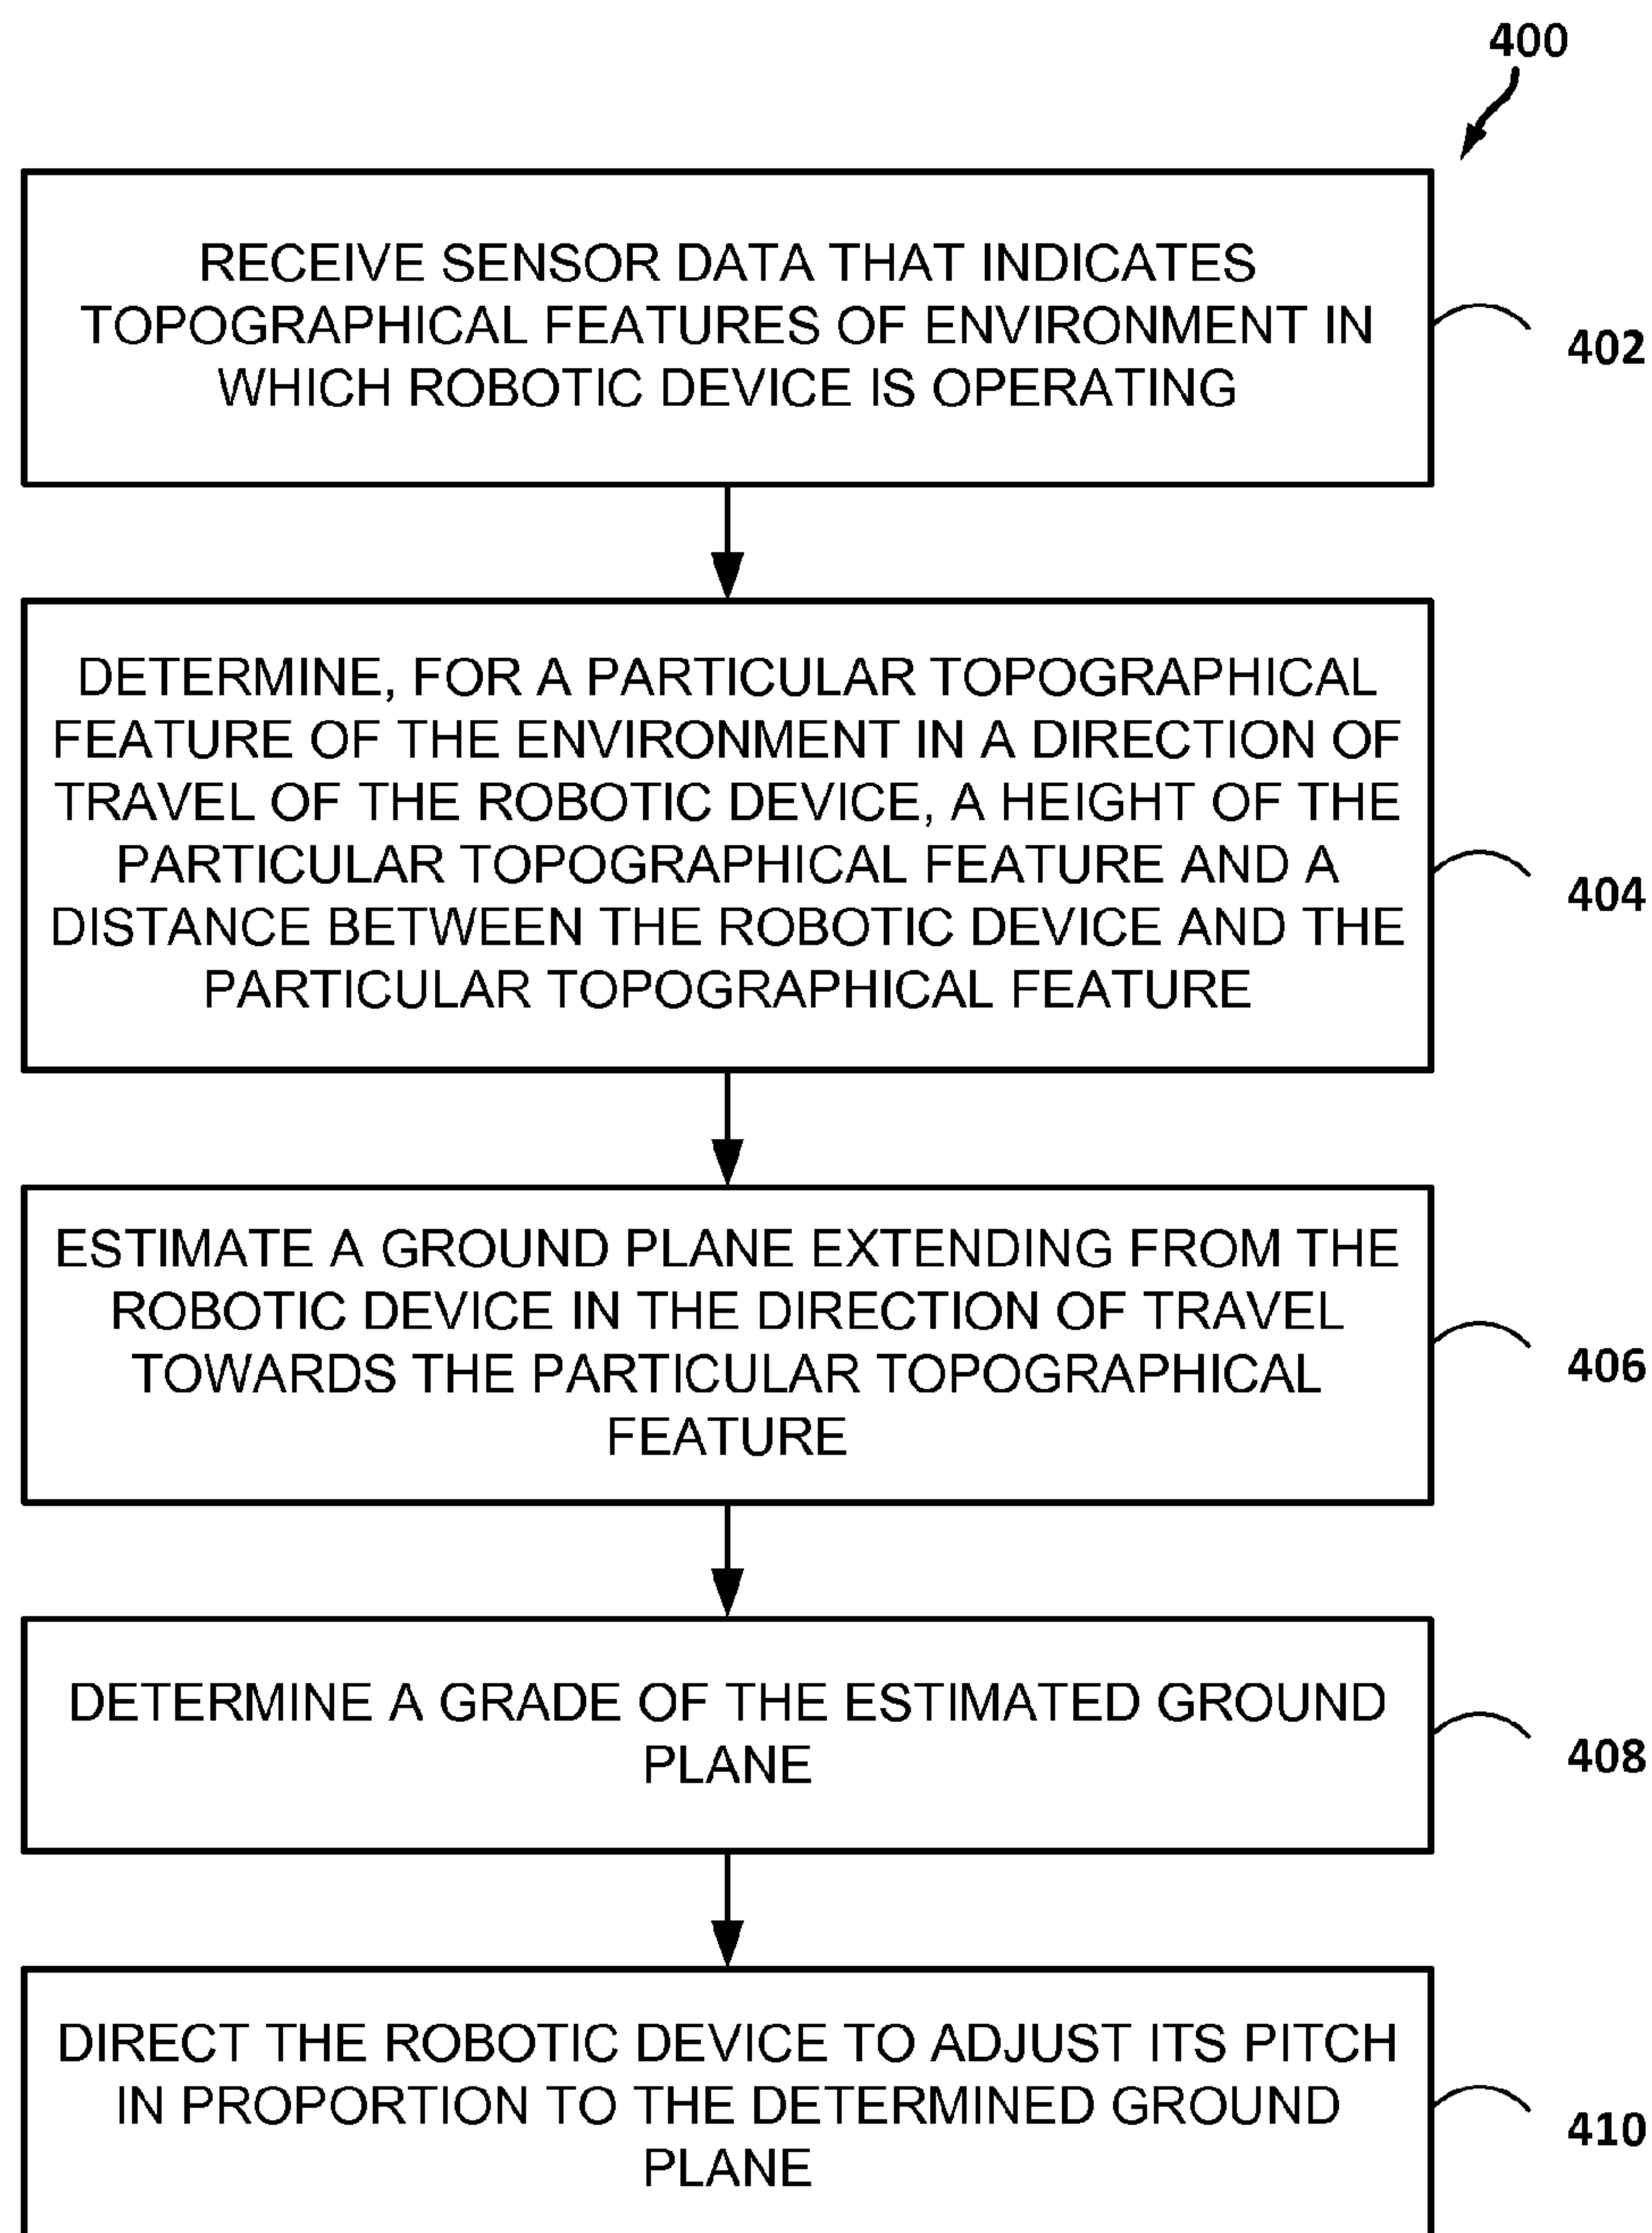 400
RECEIVE SENSOR DATA THAT INDICATES
TOPOGRAPHICAL FEATURES OF ENVIRONMENT IN
WHICH ROBOTIC DEVICE IS OPERATING
402
DETERMINE, FOR A PARTICULAR TOPOGRAPHICAL
FEATURE OF THE ENVIRONMENT IN A DIRECTION OF
TRAVEL OF THE ROBOTIC DEVICE, A HEIGHT OF THE
PARTICULAR TOPOGRAPHICAL FEATURE AND A
DISTANCE BETWEEN THE ROBOTIC DEVICE AND THE
PARTICULAR TOPOGRAPHICAL FEATURE
404
ESTIMATE A GROUND PLANE EXTENDING FROM THE
ROBOTIC DEVICE IN THE DIRECTION OF TRAVEL
TOWARDS THE PARTICULAR TOPOGRAPHICAL
FEATURE
406
DETERMINE A GRADE OF THE ESTIMATED GROUND
PLANE
408
DIRECT THE ROBOTIC DEVICE TO ADJUST ITS PITCH
IN PROPORTION TO THE DETERMINED GROUND
PLANE
410